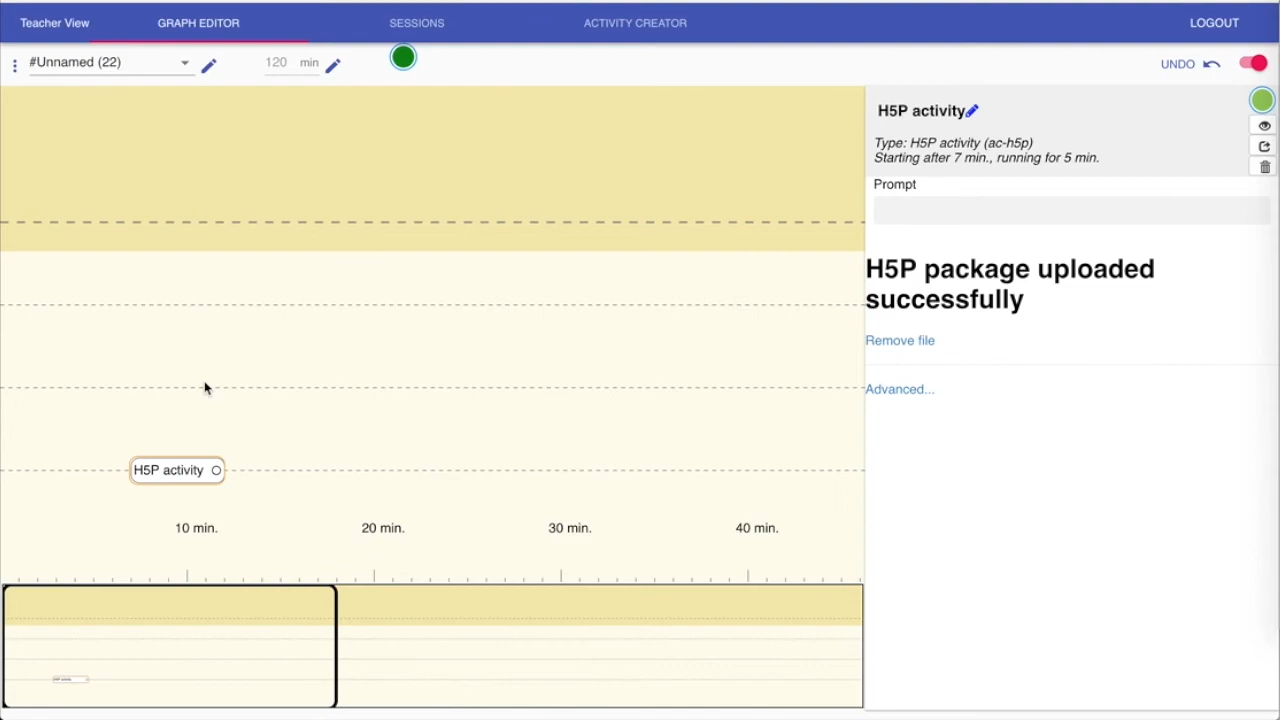 Teacher View
GRAPH EDITOR
SESSIONS
ACTIVITY CREATOR
LOGOUT
#Unnamed (22)
120 min
UNDO
H5P activity
Type: H5P activity (ac-h5p)
Starting after 7 min., running for 5 min.
Prompt
H5P package uploaded
successfully
Remove file
Advanced...
H5P activity
10 min.
20 min.
30 min.
40 min.